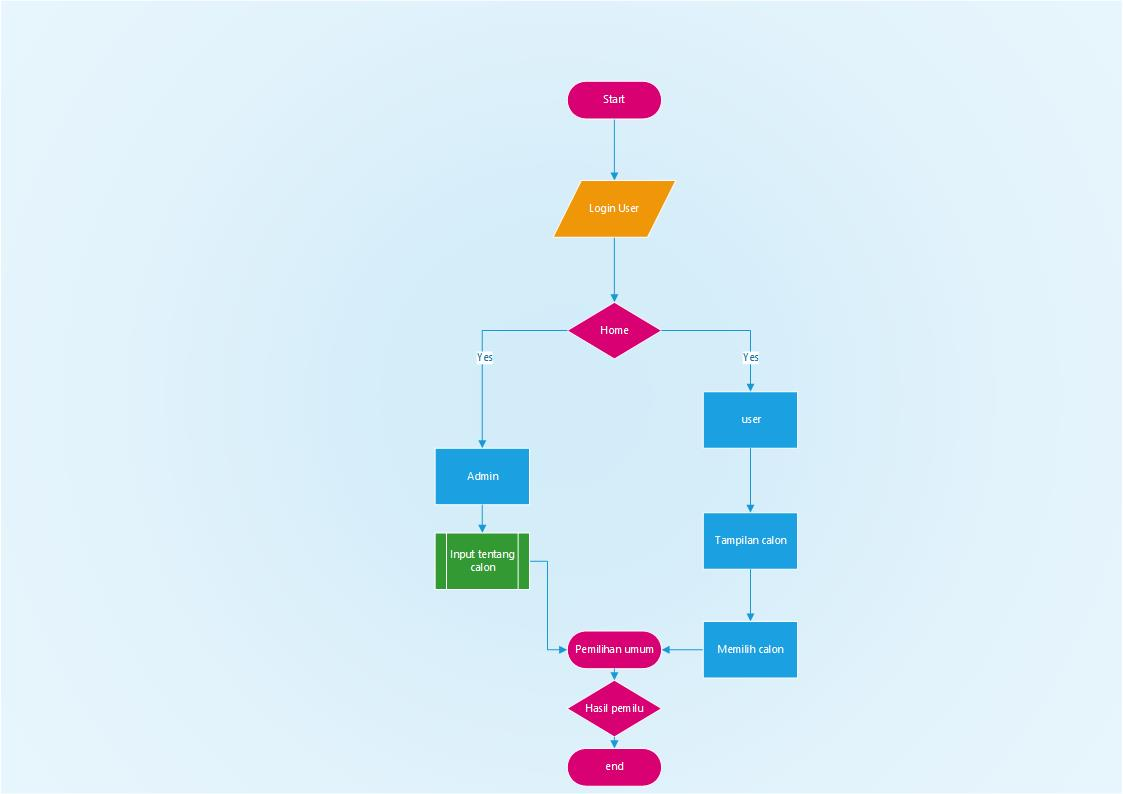 Start
Login User
Home
Yes
Yes
user
Admin
Tampilan calon
Input tentang
calon
Pemilihan umum
Memilih calon
Hasil pemilu
end